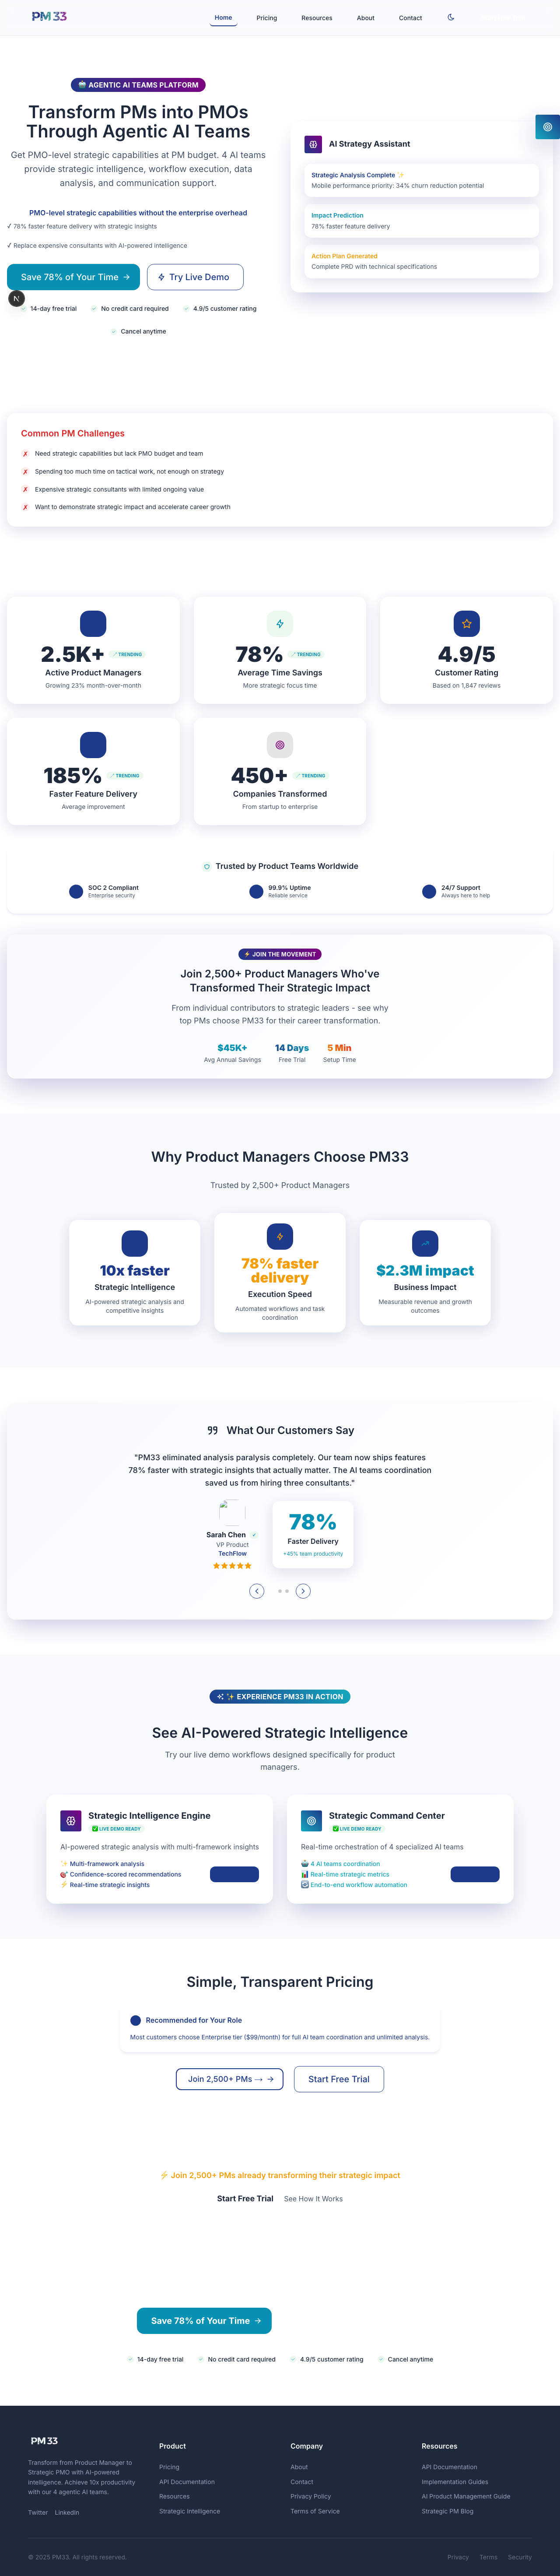 PM 33
Home
Pricing
Resources
About
Contact
🤖 AGENTIC AI TEAMS PLATFORM
Transform PMs into PMOs
Through Agentic AI Teams
Get PMO-level strategic capabilities at PM budget. 4 AI teams
provide strategic intelligence, workflow execution, data
analysis, and communication support.
PMO-level strategic capabilities without the enterprise overhead
✓ 78% faster feature delivery with strategic insights
✓ Replace expensive consultants with AI-powered intelligence
Save 78% of Your Time →
Try Live Demo
N
14-day free trial
No credit card required
4.9/5 customer rating
Cancel anytime
AI Strategy Assistant
Strategic Analysis Complete ✨
Mobile performance priority: 34% churn reduction potential
Impact Prediction
78% faster feature delivery
Action Plan Generated
Complete PRD with technical specifications
Common PM Challenges
✗ Need strategic capabilities but lack PMO budget and team
✗ Spending too much time on tactical work, not enough on strategy
✗ Expensive strategic consultants with limited ongoing value
✗ Want to demonstrate strategic impact and accelerate career growth
2.5K+ TRENDING
Active Product Managers
Growing 23% month-over-month
78% TRENDING
Average Time Savings
More strategic focus time
4.9/5
Customer Rating
Based on 1,847 reviews
185% TRENDING
Faster Feature Delivery
Average improvement
450+ TRENDING
Companies Transformed
From startup to enterprise
Trusted by Product Teams Worldwide
SOC 2 Compliant
Enterprise security
99.9% Uptime
Reliable service
24/7 Support
Always here to help
⚡ JOIN THE MOVEMENT
Join 2,500+ Product Managers Who've
Transformed Their Strategic Impact
From individual contributors to strategic leaders - see why
top PMs choose PM33 for their career transformation.
$45K+
Avg Annual Savings
14 Days
Free Trial
5 Min
Setup Time
Why Product Managers Choose PM33
Trusted by 2,500+ Product Managers
10x faster
Strategic Intelligence
AI-powered strategic analysis and
competitive insights
78% faster
delivery
Execution Speed
Automated workflows and task
coordination
$2.3M impact
Business Impact
Measurable revenue and growth
outcomes
What Our Customers Say
"PM33 eliminated analysis paralysis completely. Our team now ships features
78% faster with strategic insights that actually matter. The AI teams coordination
saved us from hiring three consultants."
Sarah Chen ✓
VP Product
TechFlow
78%
Faster Delivery
+45% team productivity
✨ EXPERIENCE PM33 IN ACTION
See AI-Powered Strategic Intelligence
Try our live demo workflows designed specifically for product
managers.
Strategic Intelligence Engine
✅ LIVE DEMO READY
AI-powered strategic analysis with multi-framework insights
✨ Multi-framework analysis
🎯 Confidence-scored recommendations
⚡ Real-time strategic insights
Strategic Command Center
✅ LIVE DEMO READY
Real-time orchestration of 4 specialized AI teams
🤖 4 AI teams coordination
📊 Real-time strategic metrics
🔄 End-to-end workflow automation
Simple, Transparent Pricing
Recommended for Your Role
Most customers choose Enterprise tier ($99/month) for full AI team coordination and unlimited analysis.
Join 2,500+ PMs → →
Start Free Trial
⚡ Join 2,500+ PMs already transforming their strategic impact
Start Free Trial
See How It Works
Save 78% of Your Time →
14-day free trial
No credit card required
4.9/5 customer rating
Cancel anytime
PM 33
Transform from Product Manager to
Strategic PMO with AI-powered
intelligence. Achieve 10x productivity
with our 4 agentic AI teams.
Twitter
LinkedIn
Product
Pricing
API Documentation
Resources
Strategic Intelligence
Company
About
Contact
Privacy Policy
Terms of Service
Resources
API Documentation
Implementation Guides
AI Product Management Guide
Strategic PM Blog
© 2025 PM33. All rights reserved.
Privacy
Terms
Security